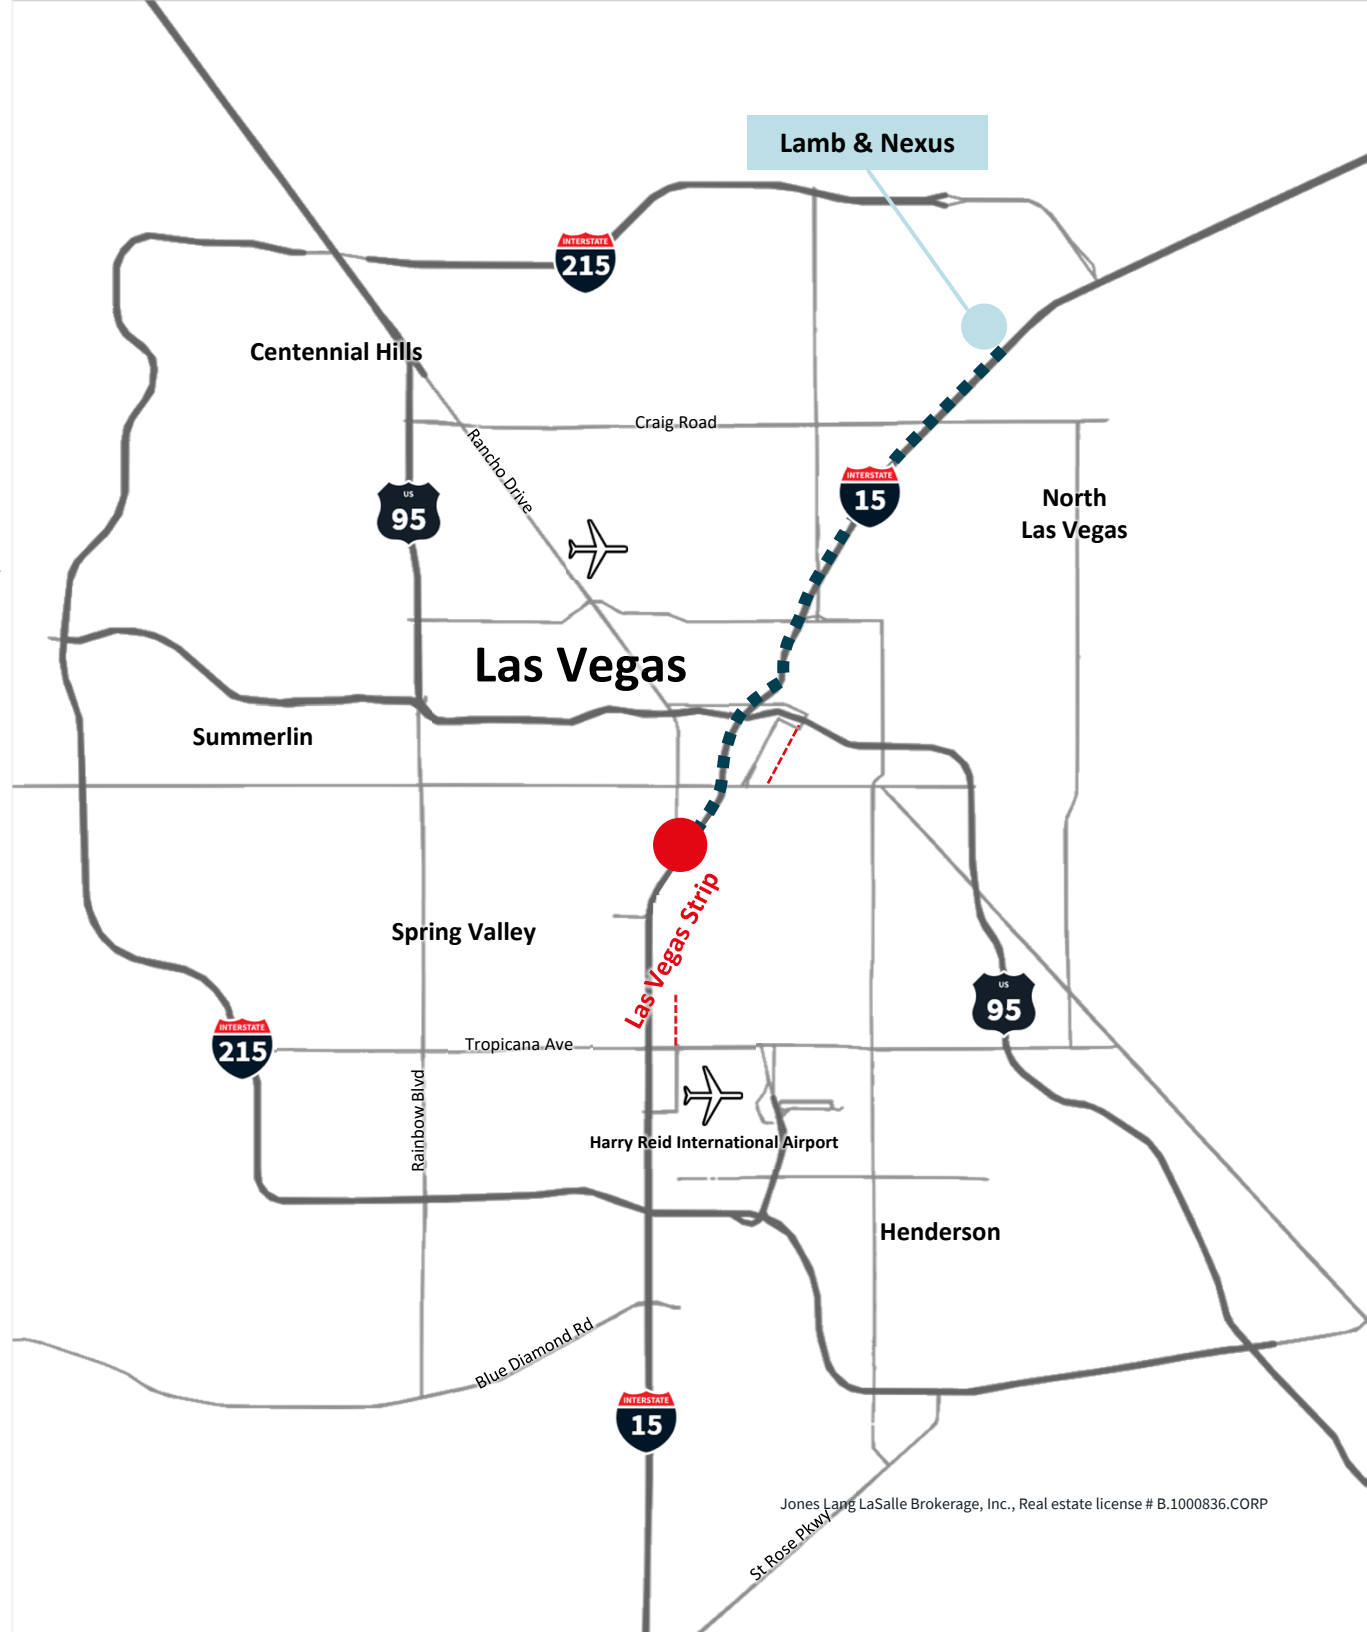 Lamb & Nexus
INTERSTATE
215
Centennial Hills
Craig Road
Rancho Drive
INTERSTATE
15
US
95
North
Las Vegas
Las Vegas
Summerlin
Las Vegas Strip
Spring Valley
US
95
INTERSTATE
215
Tropicana Ave
Rainbow Blvd
Harry Reid International Airport
Henderson
Blue Diamond Rd
INTERSTATE
15
Jones Lang LaSalle Brokerage, Inc., Real estate license # B.1000836.CORP
St Rose Pkwy